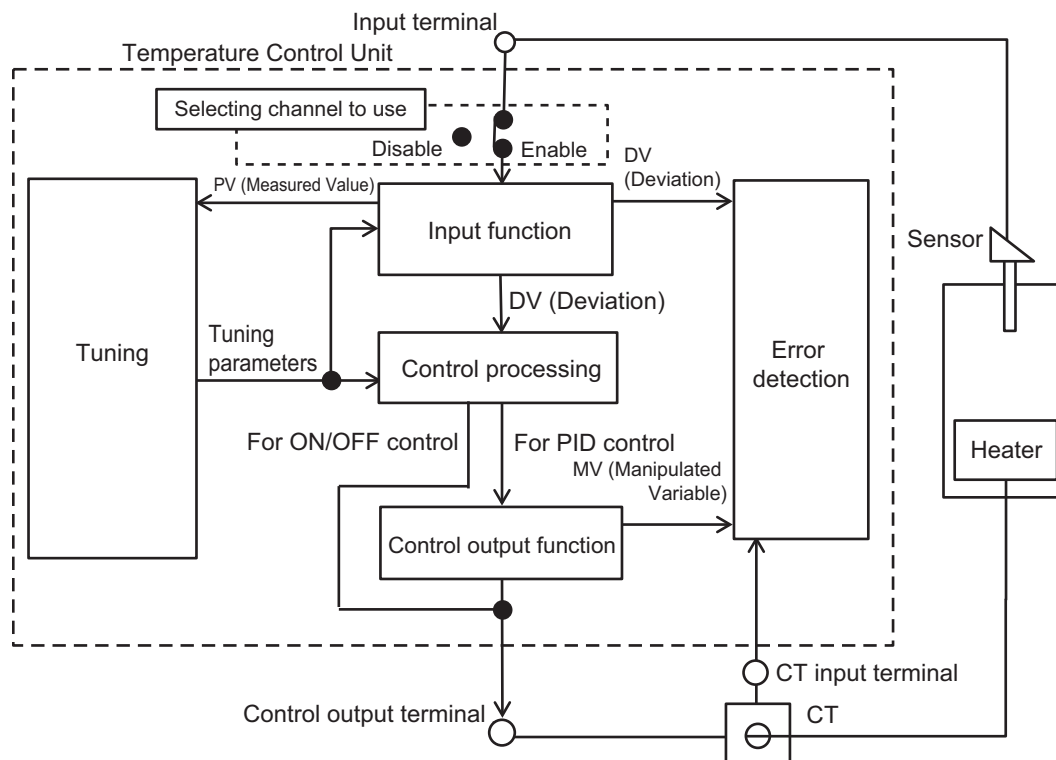 Input terminal
Temperature Control Unit
Selecting channel to use
Disable
Enable
DV
(Deviation)
PV (Measured Value)
Input function
Sensor
DV (Deviation)
Tuning
Tuning
parameters
Control processing
Error
detection
For ON/OFF control
For PID control
Heater
MV (Manipulated
Variable)
Control output function
CT input terminal
Control output terminal
CT